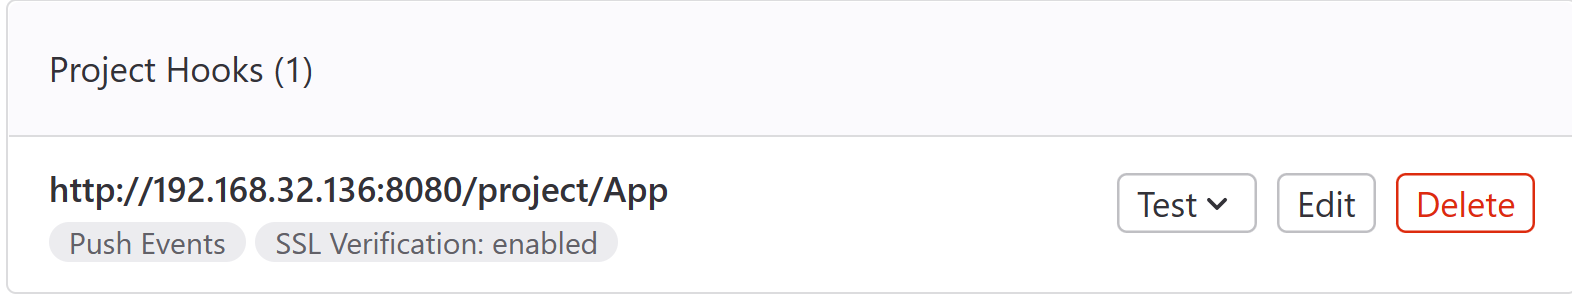 Project Hooks (1)
http://192.168.32.136:8080/project/App
Test Edit Delete
Push Events SSL Verification: enabled